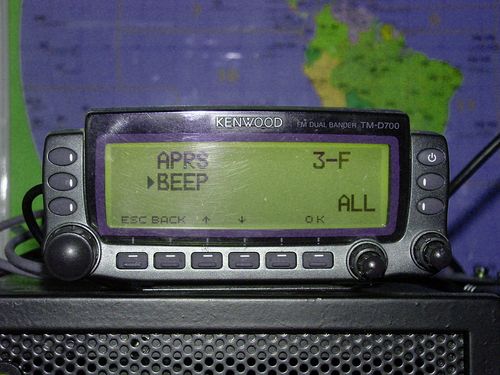 KENWOOD FM DUAL BANDER TM-D700
APRS 3-F
▸BEEP
ALL
ESC BACK ↑ ↓ OK